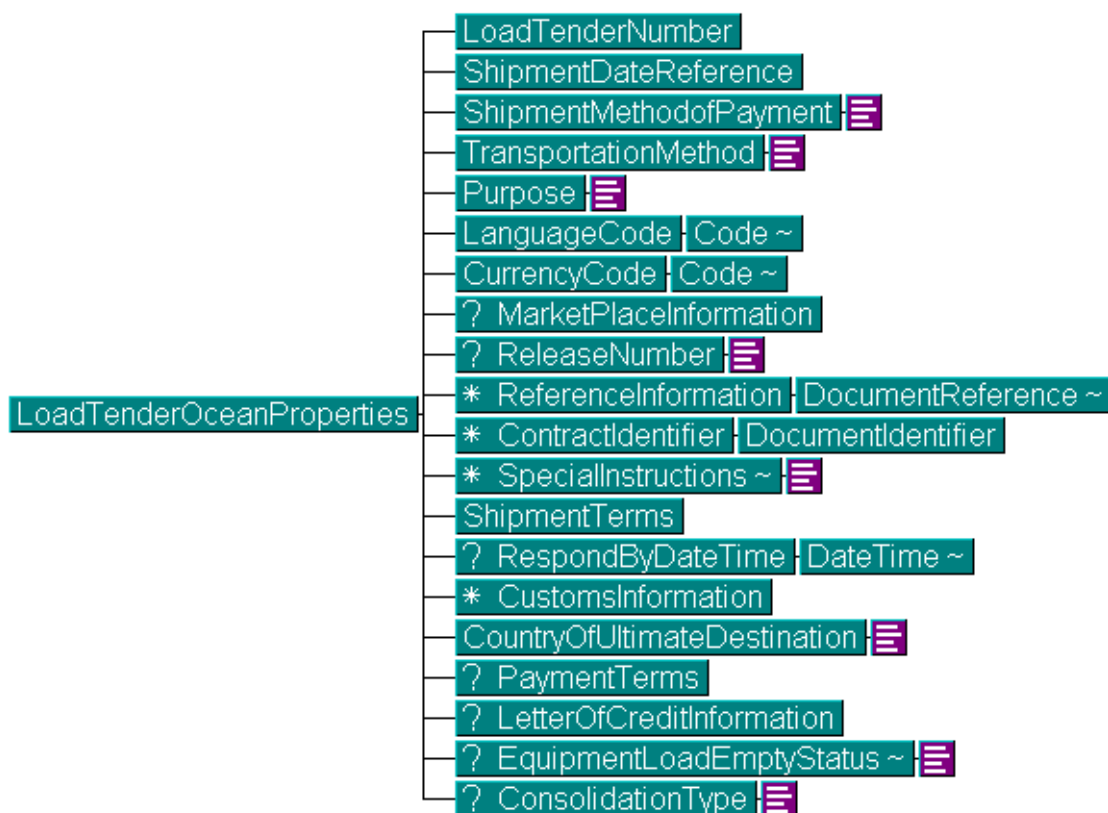 LoadTenderNumber
ShipmentDateReference
ShipmentMethodofPayment
TransportationMethod
Purpose
LanguageCode Code ~
CurrencyCode Code ~
? MarketPlaceInformation
? ReleaseNumber
* ReferenceInformation DocumentReference ~
LoadTenderOceanProperties
* ContractIdentifier DocumentIdentifier
* SpecialInstructions ~
ShipmentTerms
? RespondByDateTime DateTime ~
* CustomsInformation
CountryOfUltimateDestination
? PaymentTerms
? LetterOfCreditInformation
? EquipmentLoadEmptyStatus ~
? ConsolidationType